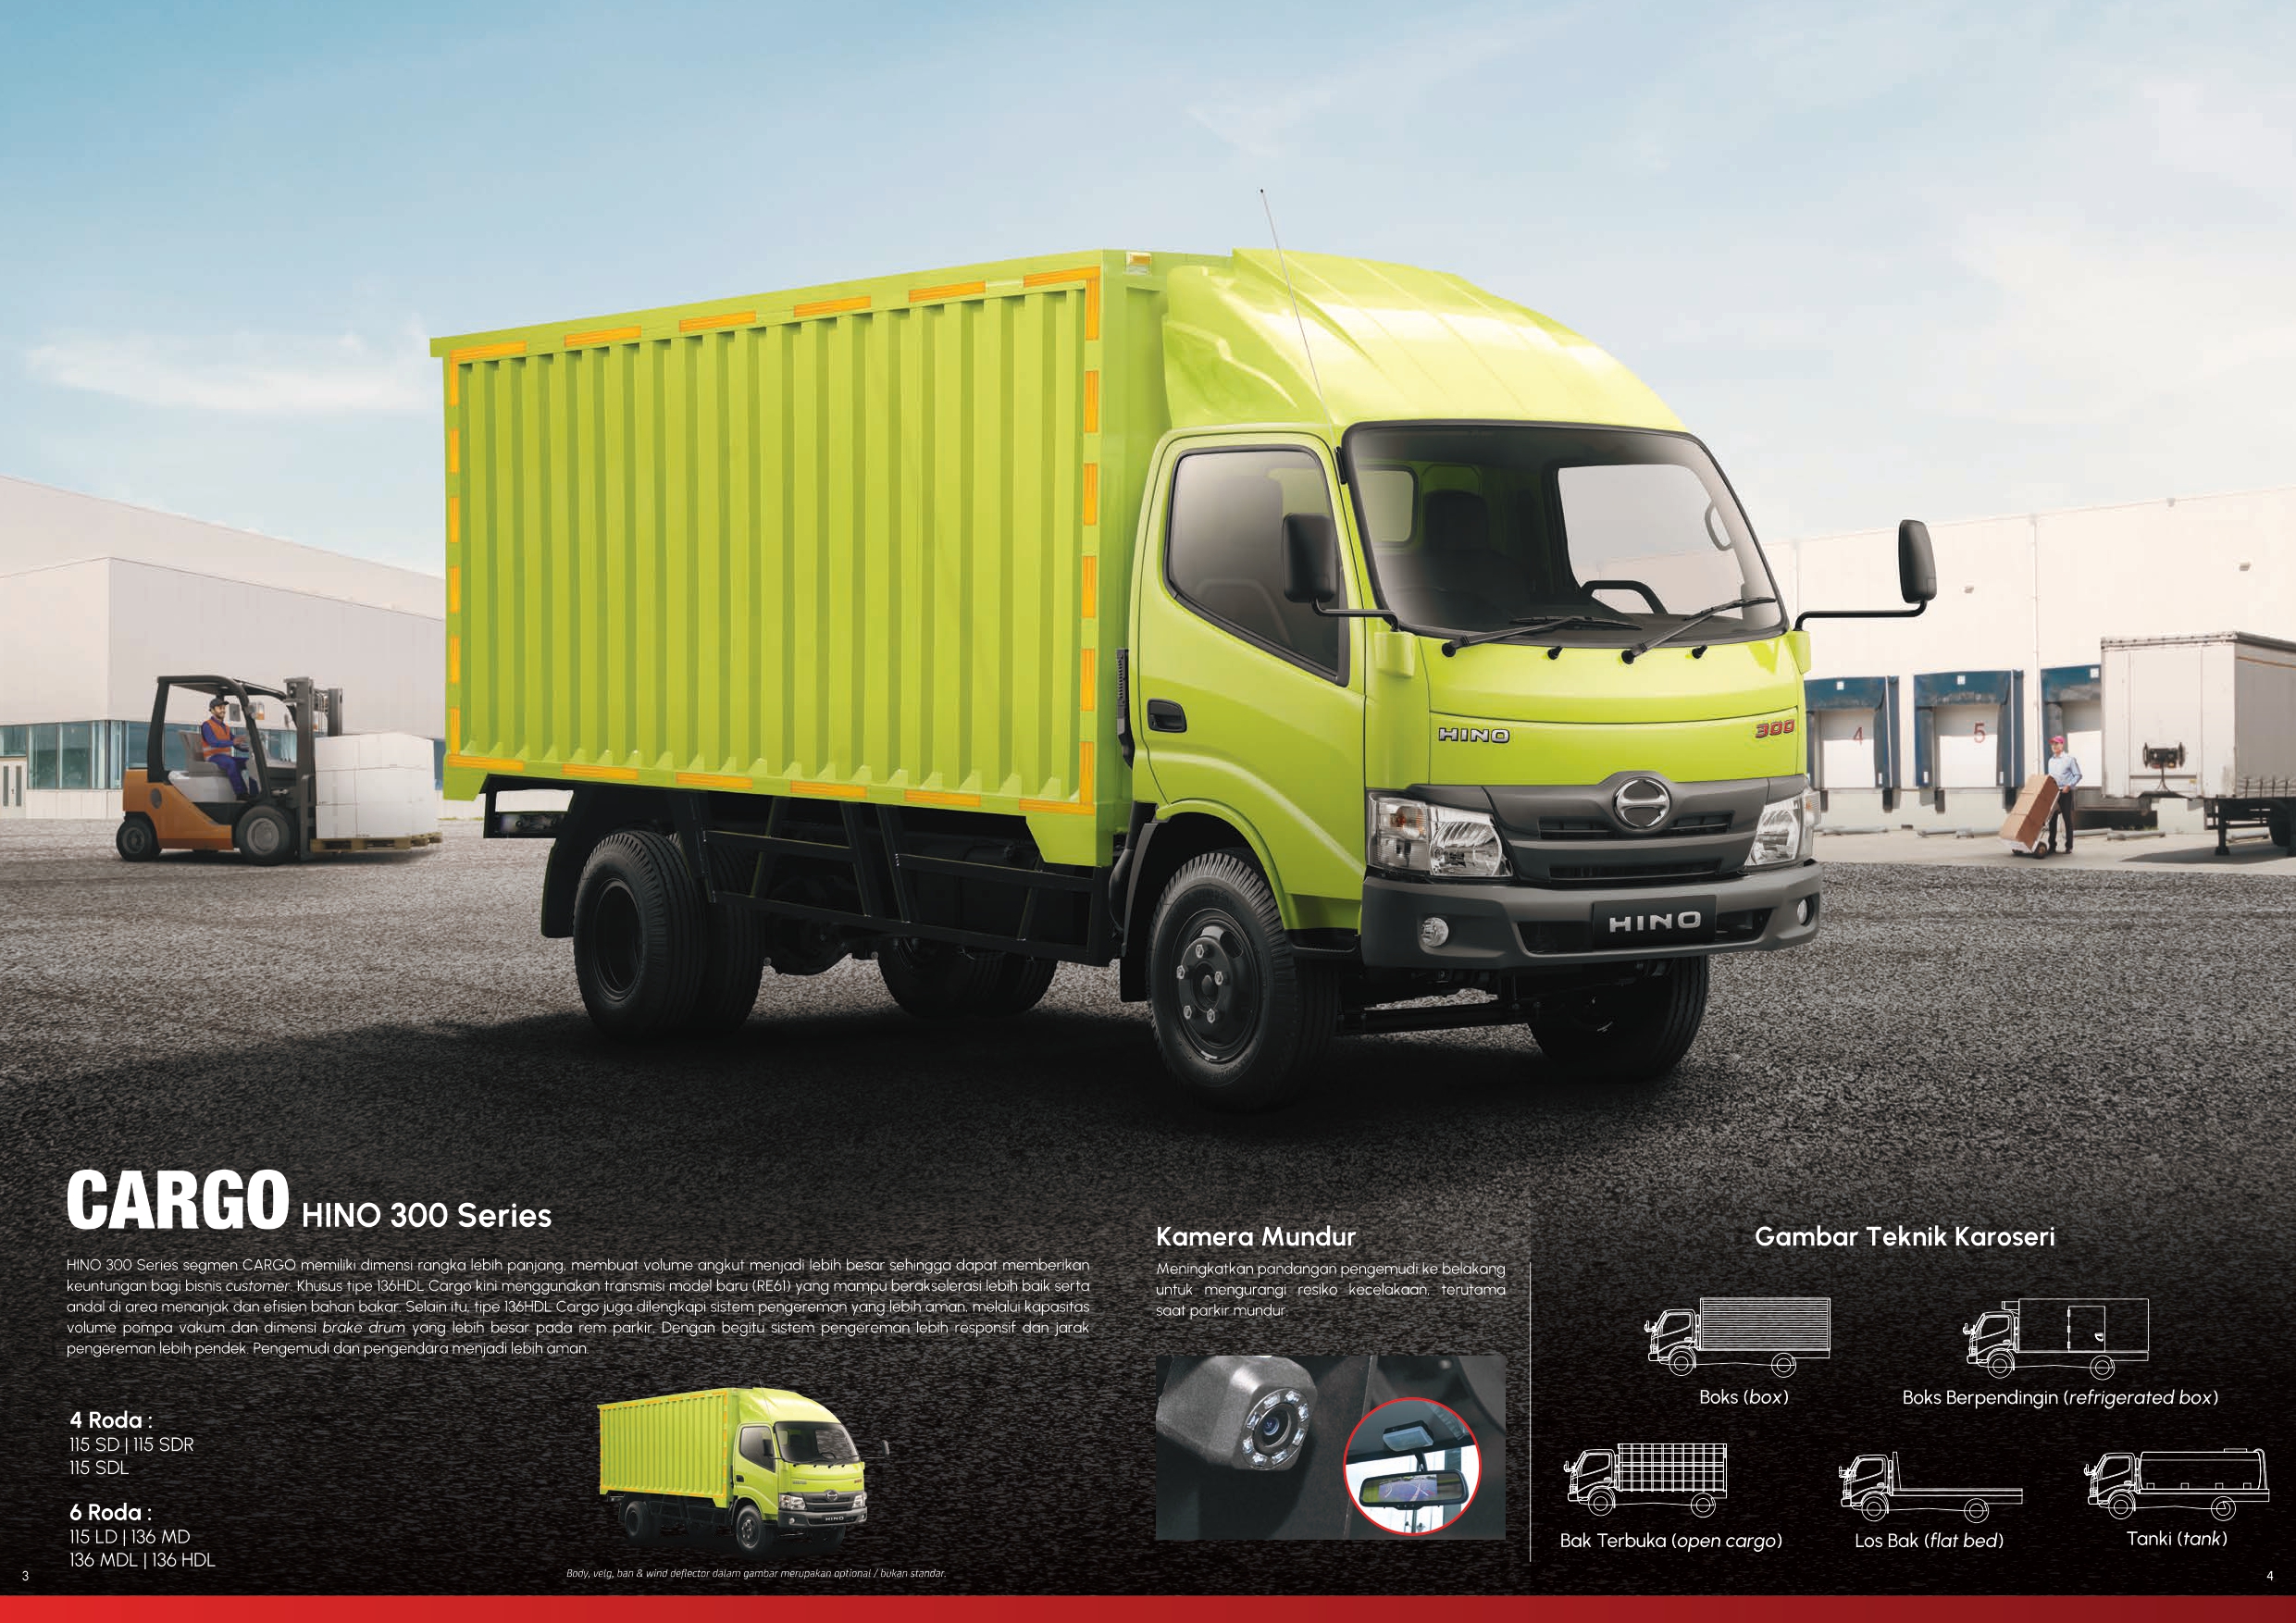 HINO
300
HINO
4
5
CARGO HINO 300 Series
HINO 300 Series segmen CARGO memiliki dimensi rangka lebih panjang, membuat volume angkut menjadi lebih besar sehingga dapat memberikan
keuntungan bagi bisnis customer. Khusus tipe 136HDL Cargo kini menggunakan transmisi model baru (RE61) yang mampu berakselerasi lebih baik serta
andal di area menanjak dan efisien bahan bakar. Selain itu, tipe 136HDL Cargo juga dilengkapi sistem pengereman yang lebih aman, melalui kapasitas
volume pompa vakum dan dimensi brake drum yang lebih besar pada rem parkir. Dengan begitu sistem pengereman lebih responsif dan jarak
pengereman lebih pendek. Pengemudi dan pengendara menjadi lebih aman.
4 Roda :
115 SD | 115 SDR
115 SDL
6 Roda :
115 LD | 136 MD
136 MDL | 136 HDL
HINO
Body, velg, ban & wind deflector dalam gambar merupakan optional / bukan standar.
3
Kamera Mundur
Meningkatkan pandangan pengemudi ke belakang
untuk mengurangi resiko kecelakaan, terutama
saat parkir mundur.
Gambar Teknik Karoseri
Boks (box)
Boks Berpendingin (refrigerated box)
Bak Terbuka (open cargo)
Los Bak (flat bed)
Tanki (tank)
4